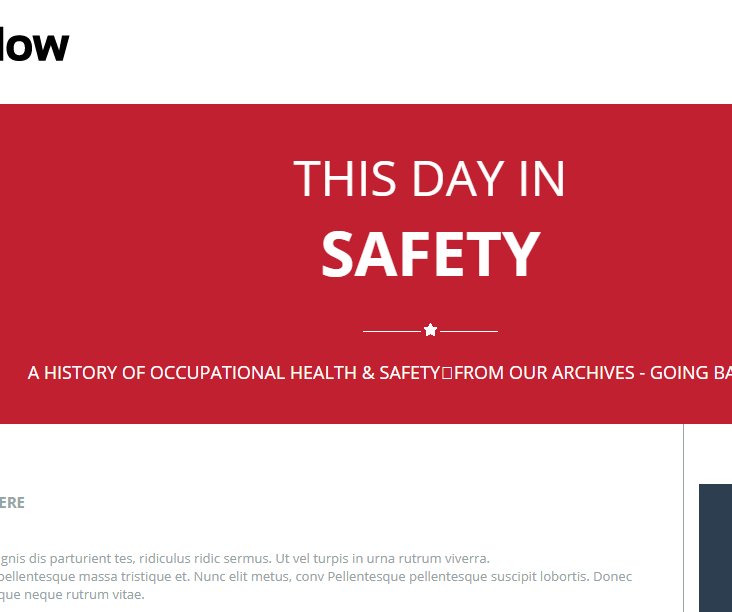 low
THIS DAY IN
SAFETY
A HISTORY OF OCCUPATIONAL HEALTH & SAFETY□FROM OUR ARCHIVES - GOING BA
ERE
gnis dis parturient tes, ridiculus ridic sermus. Ut vel turpis in urna rutrum viverra.
pellentesque massa tristique et. Nunc elit metus, conv Pellentesque pellentesque suscipit lobortis. Donec
que neque rutrum vitae.